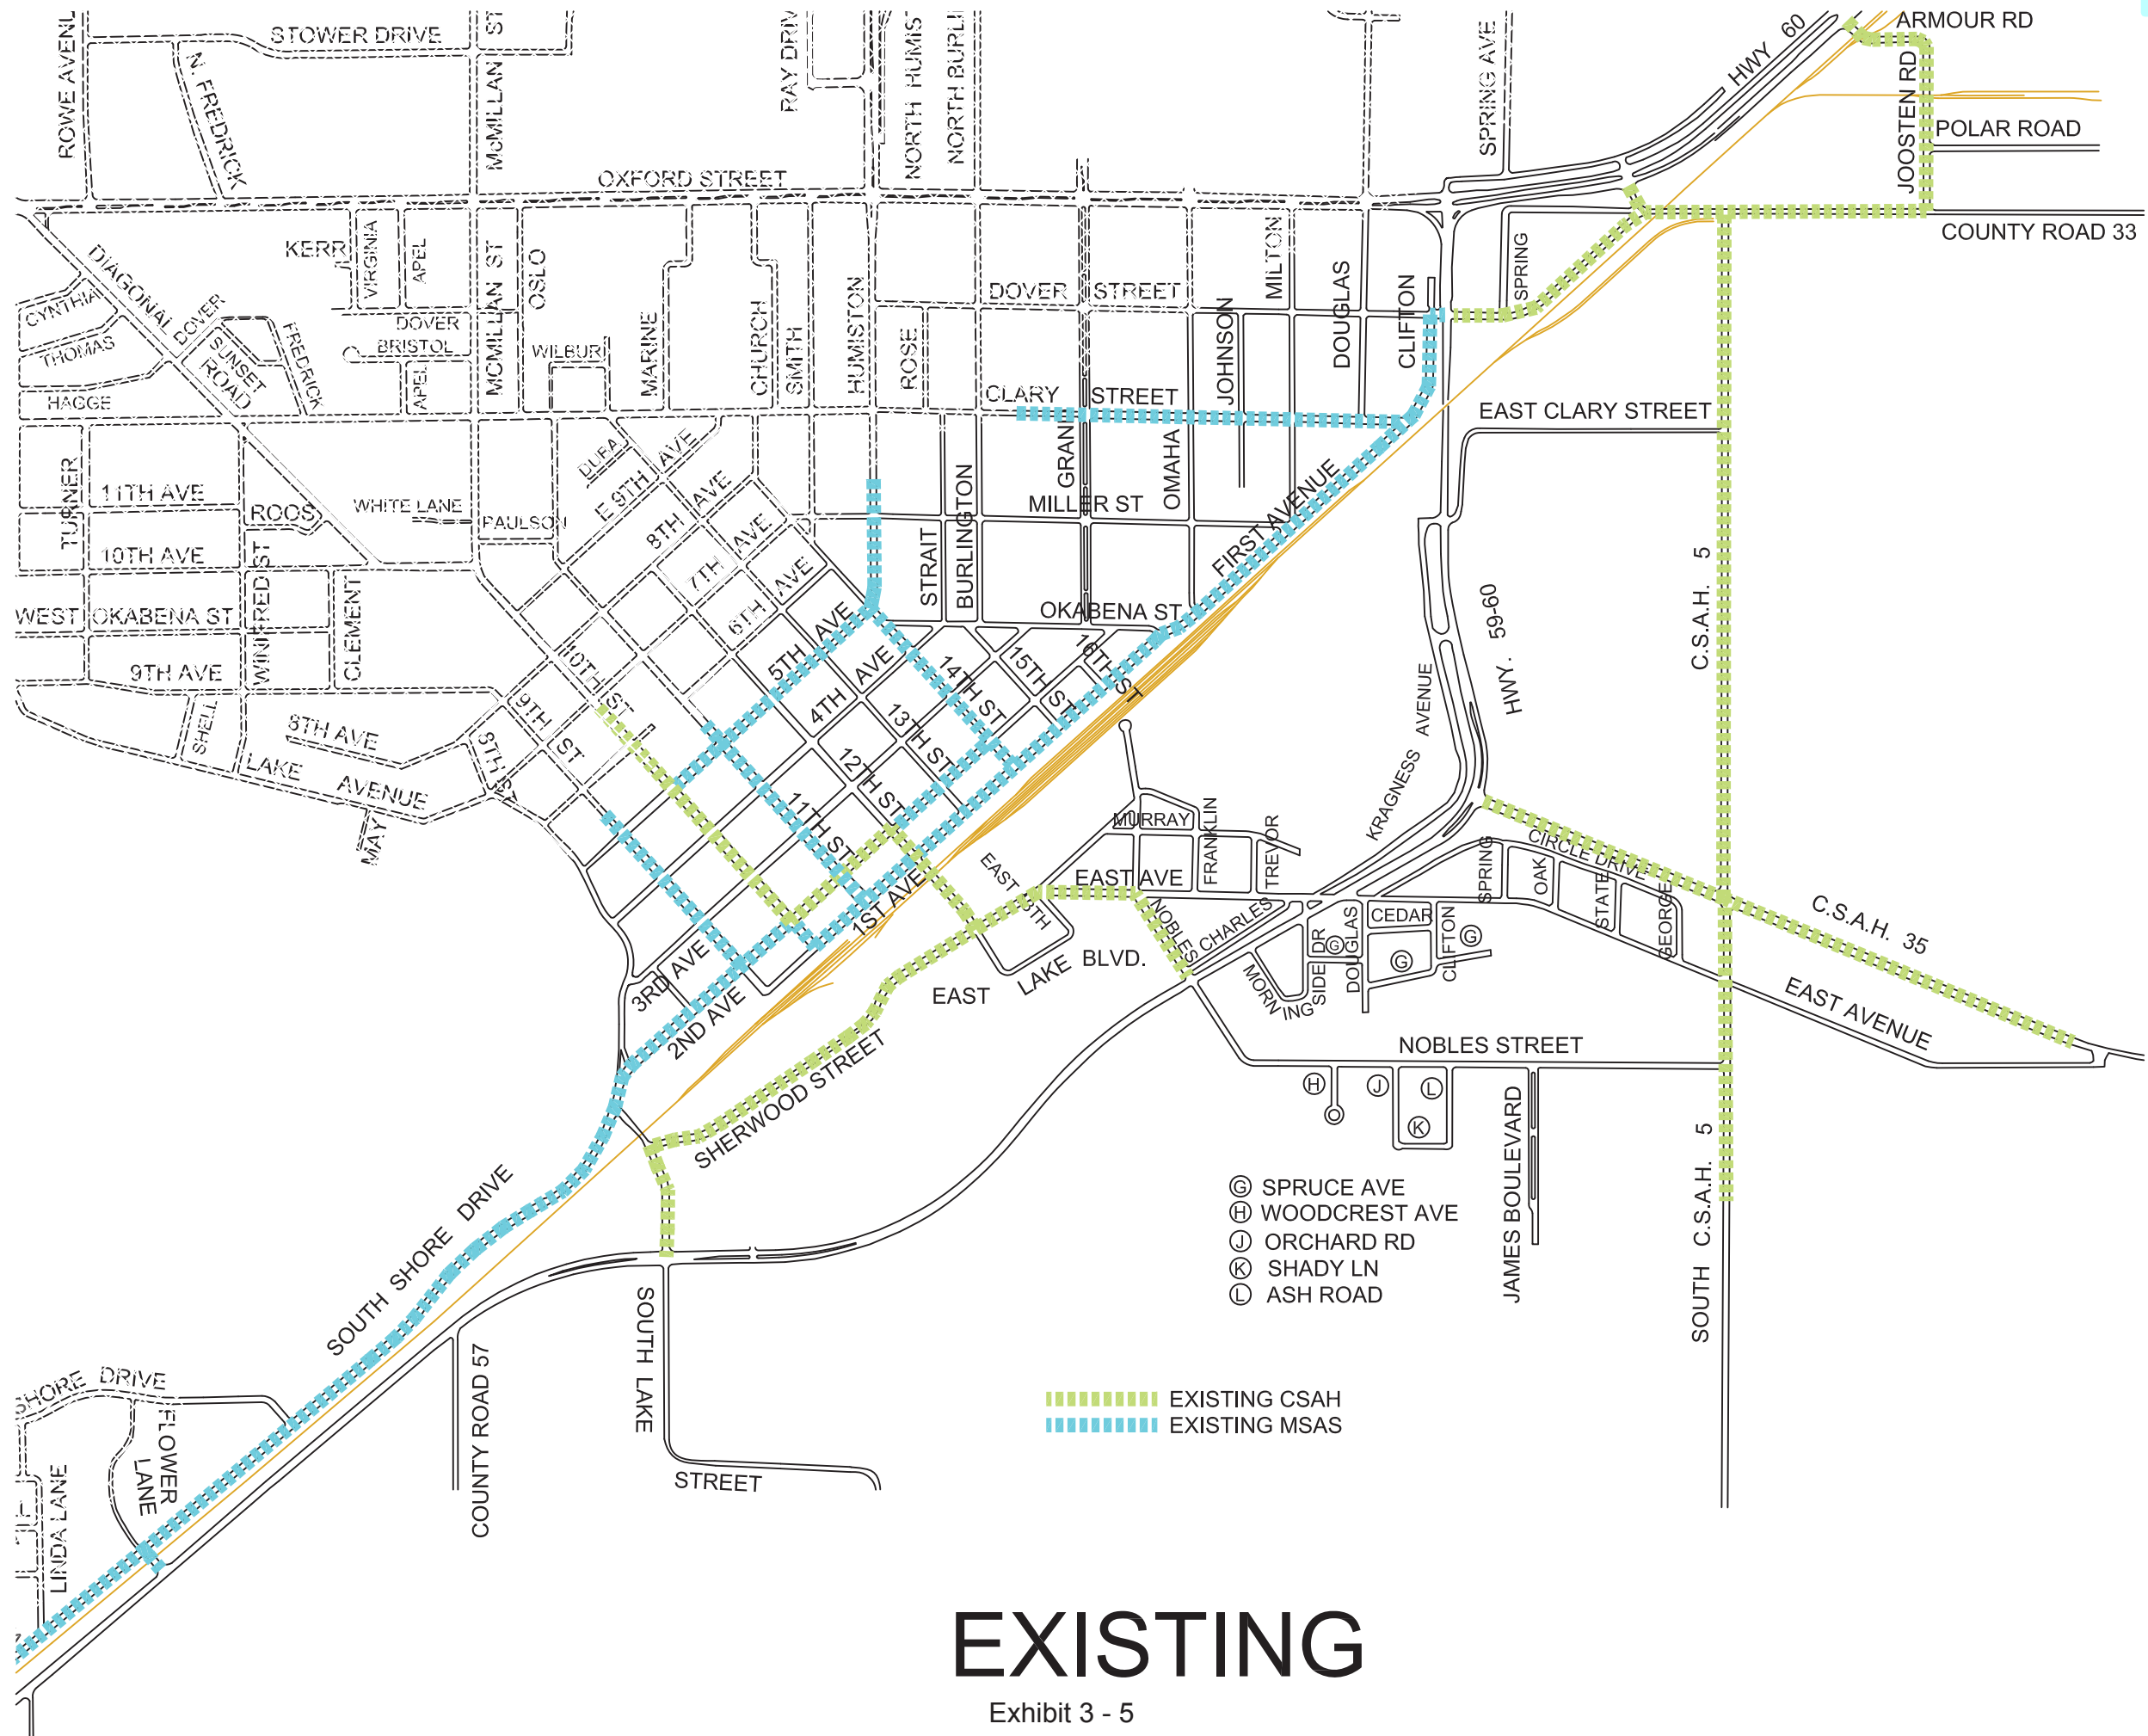 ROWE AVENU
STOWER DRIVE
N. FREDRICK
McMILLAN ST
RAY DRIV
NORTH HUMIS
NORTH BURLI
SPRING AVE
HWY 60
ARMOUR RD
JOOSTEN RD
POLAR ROAD
COUNTY ROAD 33
OXFORD STREET
DIAGONAL
KERR
VIRGINIA
APEL
MCMILLAN ST
OSLO
CYNTHIA
THOMAS
HAGGE
DOVER
SUNSET
ROAD
FREDRICK
DOVER
BRISTOL
APEL
WILBUR
MARINE
CHURCH
SMITH
HUMISTON
ROSE
DOVER STREET
CLARY STREET
JOHNSON
MILTON
DOUGLAS
CLIFTON
SPRING
EAST CLARY STREET
TURNER
11TH AVE
10TH AVE
ROOS
WHITE LANE
PAULSON
E 9TH AVE
8TH AVE
7TH AVE
6TH AVE
5TH AVE
4TH AVE
STRAIT
BURLINGTON
GRAN
OMAHA
MILLER ST
FIRST AVENUE
OKABENA ST
WEST OKABENA ST
WINIFRED ST
CLEMENT
9TH AVE
SHELL
8TH AVE
LAKE AVENUE
MAY
8TH ST
9TH ST
10TH ST
11TH ST
12TH ST
13TH ST
14TH ST
15TH ST
16TH ST
HWY. 59-60
C.S.A.H. 5
KRAGNESS AVENUE
1ST AVE
2ND AVE
3RD AVE
MURRAY
FRANKLIN
TREVOR
EAST AVE
EAST 13TH
NOBLES
CHARLES
EAST LAKE BLVD.
MORN
ING
SIDE DR
DOUGLAS
CEDAR
CLIFTON
G
G
G
SPRING
OAK
STATE
GEORGE
CIRCLE DRIVE
C.S.A.H. 35
EAST AVENUE
NOBLES STREET
H
J
L
K
JAMES BOULEVARD
SOUTH C.S.A.H. 5
SHERWOOD STREET
SOUTH SHORE DRIVE
G SPRUCE AVE
H WOODCREST AVE
J ORCHARD RD
K SHADY LN
L ASH ROAD
SOUTH LAKE
STREET
COUNTY ROAD 57
SHORE DRIVE
FLOWER
LANE
LINDA LANE
EXISTING CSAH
EXISTING MSAS
EXISTING
Exhibit 3 - 5